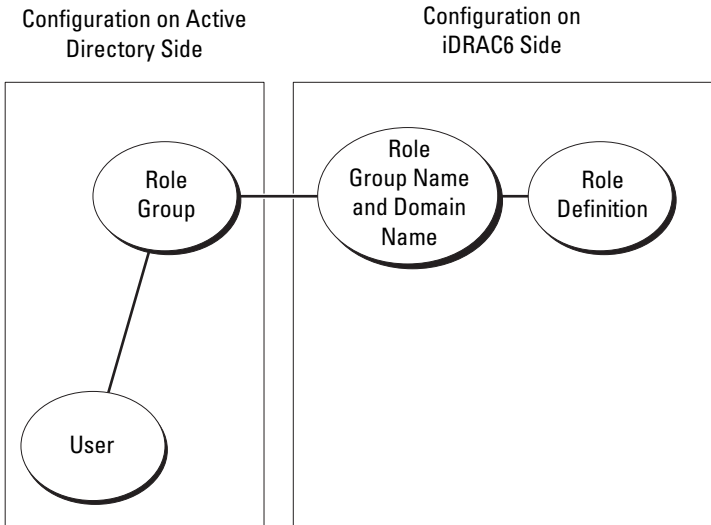 Configuration on Active
Directory Side
Configuration on
iDRAC6 Side
Role
Group
Role
Group Name
and Domain
Name
Role
Definition
User